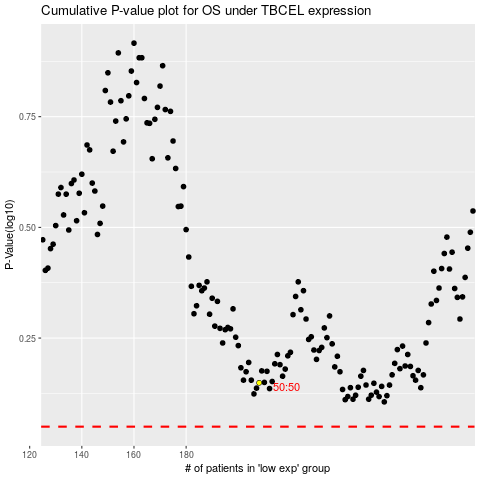 Cumulative P-value plot for OS under TBCEL expression
P-Value(log10)
0.75
0.50
0.25
50:50
120 140 160 180
# of patients in 'low exp' group